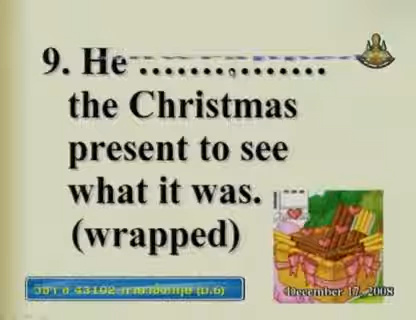 9. He ...............
the Christmas
present to see
what it was.
(wrapped)
December 17, 2008